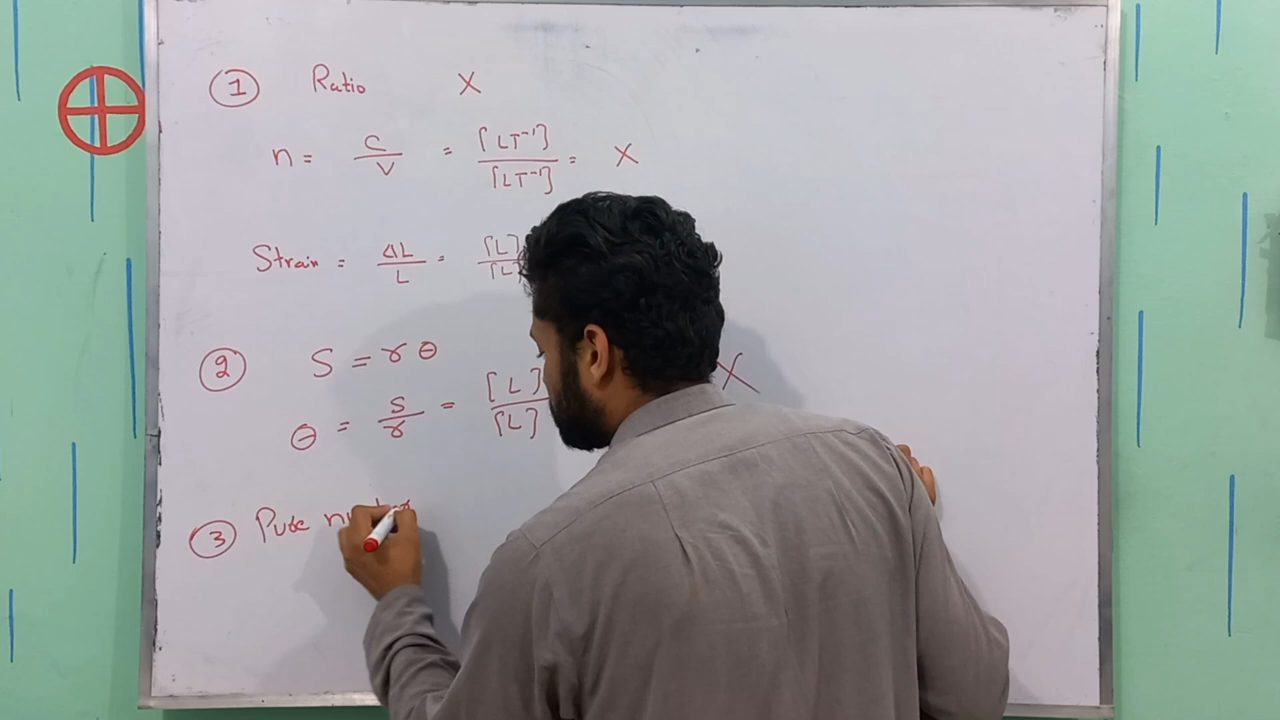 ① Ratio X
n = C/V = [LT⁻¹]/[LT⁻¹] = X
Strain = ΔL/L = [L]/[L]
② S = rθ
θ = S/r = [L]/[L] X
③ Pure